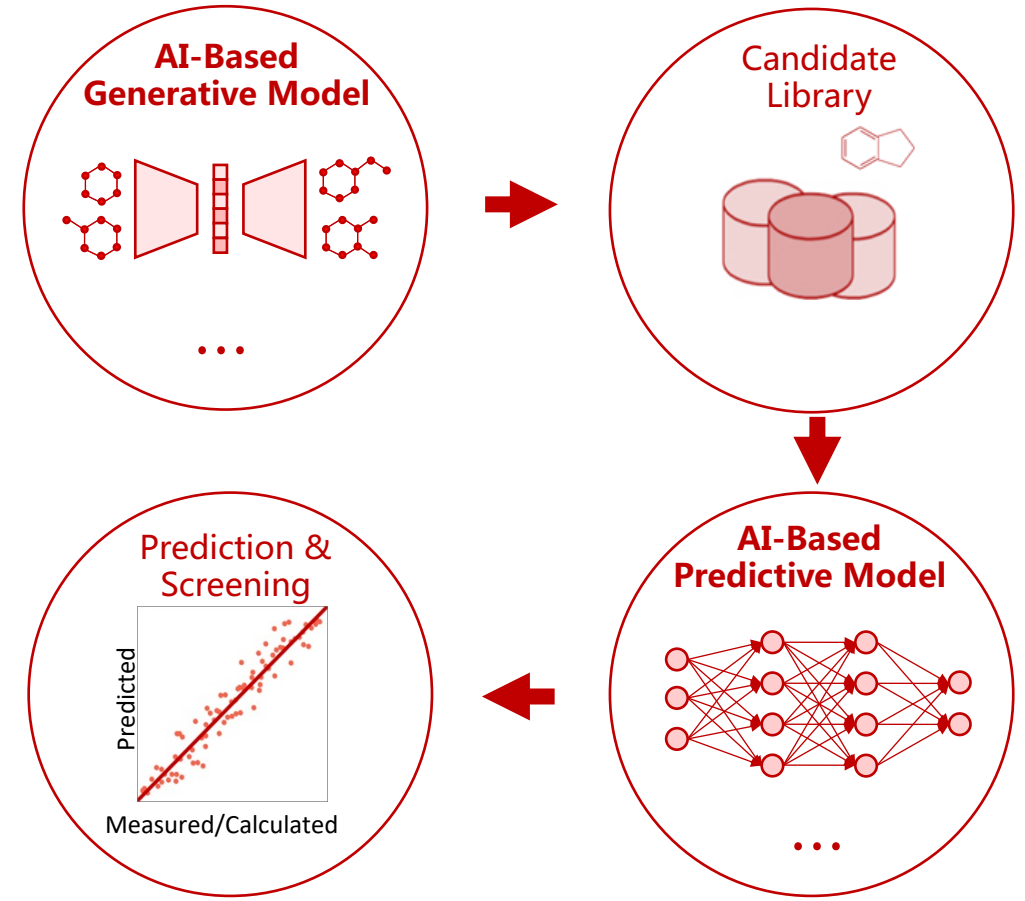 AI-Based
Generative Model
...
Candidate
Library
AI-Based
Predictive Model
...
Prediction &
Screening
Predicted
Measured/Calculated